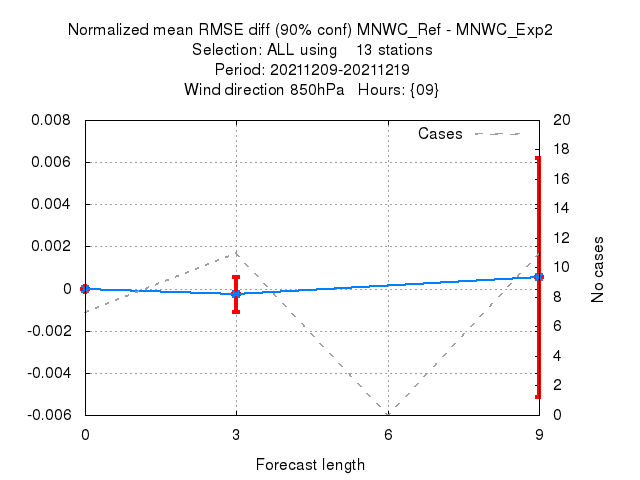 Normalized mean RMSE diff (90% conf) MNWC_Ref - MNWC_Exp2
Selection: ALL using    13 stations
Period: 20211209-20211219
Wind direction 850hPa   Hours: {09}
Cases
0.008
0.006
0.004
0.002
0
-0.002
-0.004
-0.006
20
18
16
14
12
10
8
6
4
2
0
No cases
0 3 6 9
Forecast length